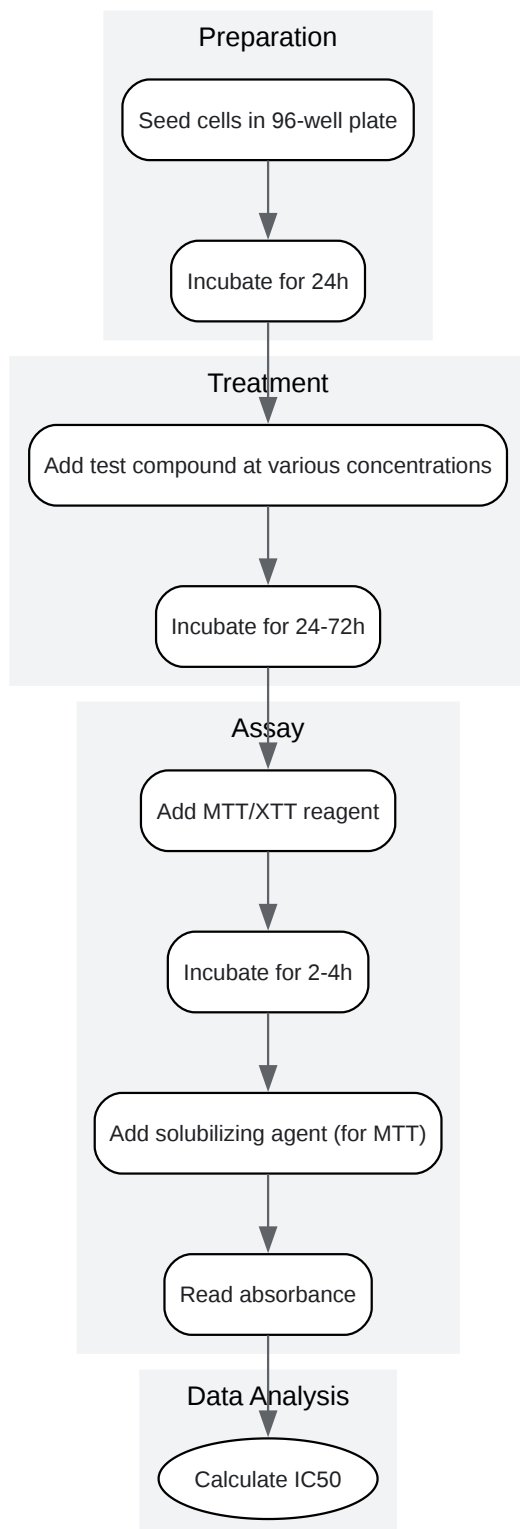 Preparation
Seed cells in 96-well plate
Incubate for 24h
Treatment
Add test compound at various concentrations
Incubate for 24-72h
Assay
Add MTT/XTT reagent
Incubate for 2-4h
Add solubilizing agent (for MTT)
Read absorbance
Data Analysis
Calculate IC50